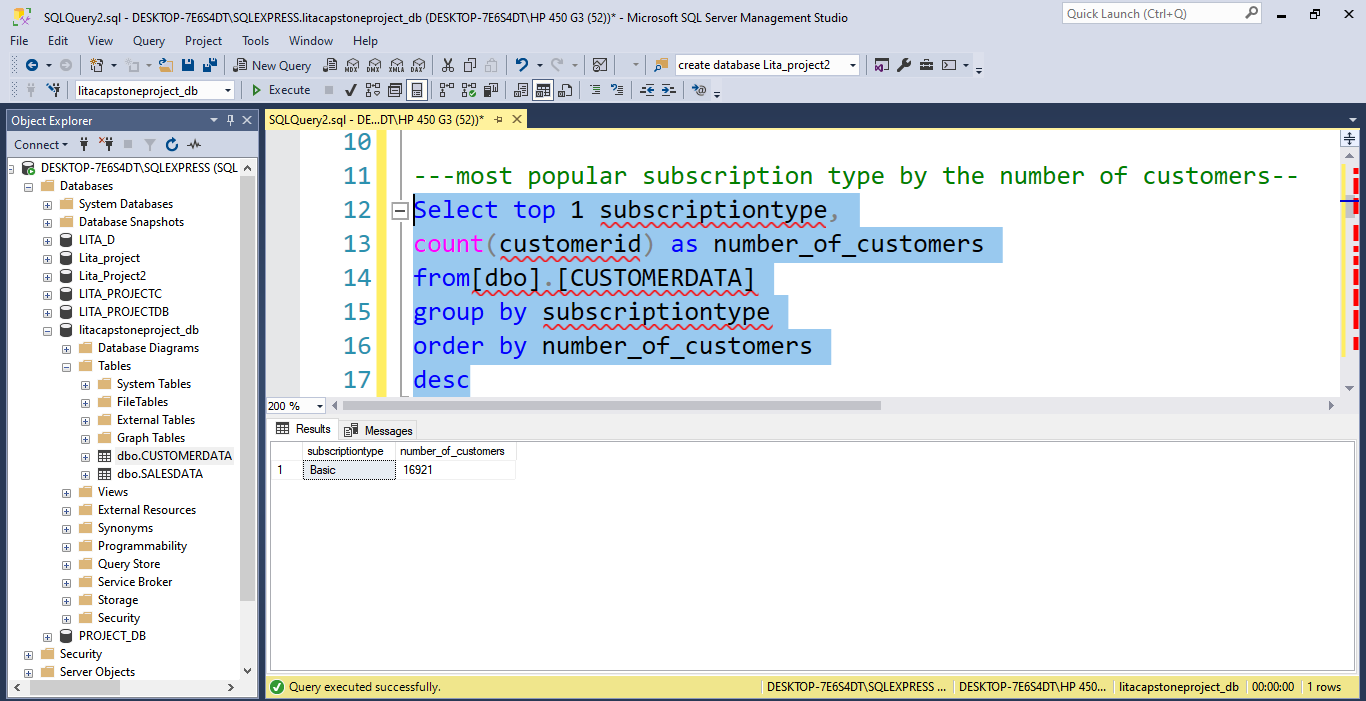 SQLQuery2.sql - DESKTOP-7E6S4DT\SQLEXPRESS.litacapstoneproject_db (DESKTOP-7E6S4DT\HP 450 G3 (52))* - Microsoft SQL Server Management Studio
Quick Launch (Ctrl+Q)
File Edit View Query Project Tools Window Help
New Query MDX DMX XMLA DAX create database Lita_project2
litacapstoneproject_db Execute
Object Explorer
SQLQuery2.sql - DE...DT\HP 450 G3 (52))*
Connect
DESKTOP-7E6S4DT\SQLEXPRESS (SQL
Databases
System Databases
Database Snapshots
LITA_D
Lita_project
Lita_Project2
LITA_PROJECTC
LITA_PROJECTDB
litacapstoneproject_db
Database Diagrams
Tables
System Tables
FileTables
External Tables
Graph Tables
dbo.CUSTOMERDATA
dbo.SALESDATA
Views
External Resources
Synonyms
Programmability
Query Store
Service Broker
Storage
Security
PROJECT_DB
Security
Server Objects
10
11 ---most popular subscription type by the number of customers--
12 Select top 1 subscriptiontype,
13 count(customerid) as number_of_customers
14 from[dbo].[CUSTOMERDATA]
15 group by subscriptiontype
16 order by number_of_customers
17 desc
200 %
Results Messages
subscriptiontype number_of_customers
1 Basic 16921
Query executed successfully.
DESKTOP-7E6S4DT\SQLEXPRESS ... DESKTOP-7E6S4DT\HP 450... litacapstoneproject_db 00:00:00 1 rows